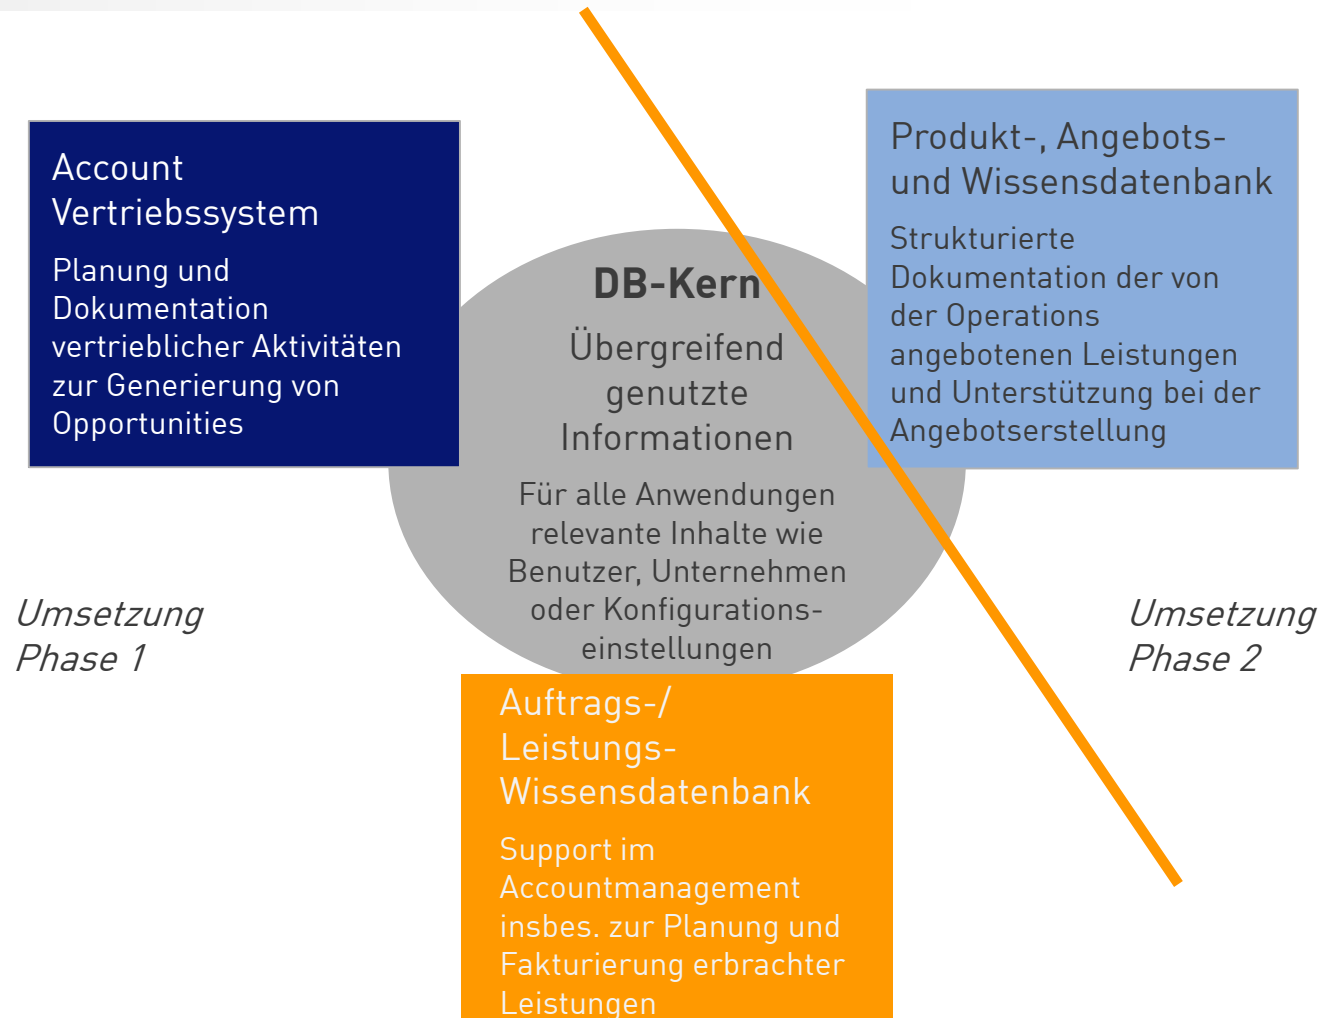 Account
Vertriebssystem
Planung und
Dokumentation
vertrieblicher Aktivitäten
zur Generierung von
Opportunities
DB-Kern
Übergreifend
genutzte
Informationen
Für alle Anwendungen
relevante Inhalte wie
Benutzer, Unternehmen
oder Konfigurations-
einstellungen
Produkt-, Angebots-
und Wissensdatenbank
Strukturierte
Dokumentation der von
der Operations
angebotenen Leistungen
und Unterstützung bei der
Angebotserstellung
Umsetzung
Phase 1
Umsetzung
Phase 2
Auftrags-/
Leistungs-
Wissensdatenbank
Support im
Accountmanagement
insbes. zur Planung und
Fakturierung erbrachter
Leistungen